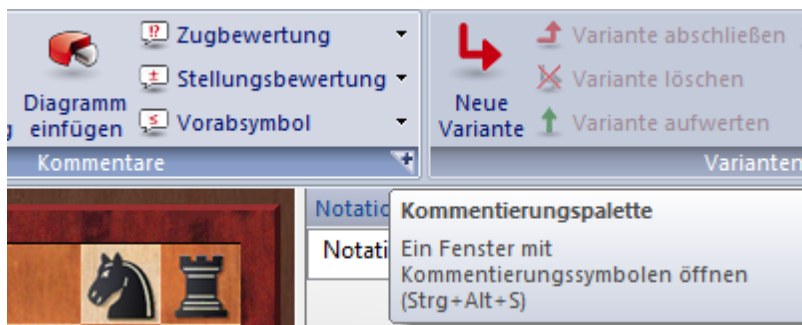 Zugbewertung
Stellungsbewertung
Vorabsymbol
Diagramm
einfügen
Kommentare
Neue
Variante
Variante abschließen
Variante löschen
Variante aufwerten
Varianten
Kommentierungspalette
Ein Fenster mit
Kommentierungssymbolen öffnen
(Strg+Alt+S)